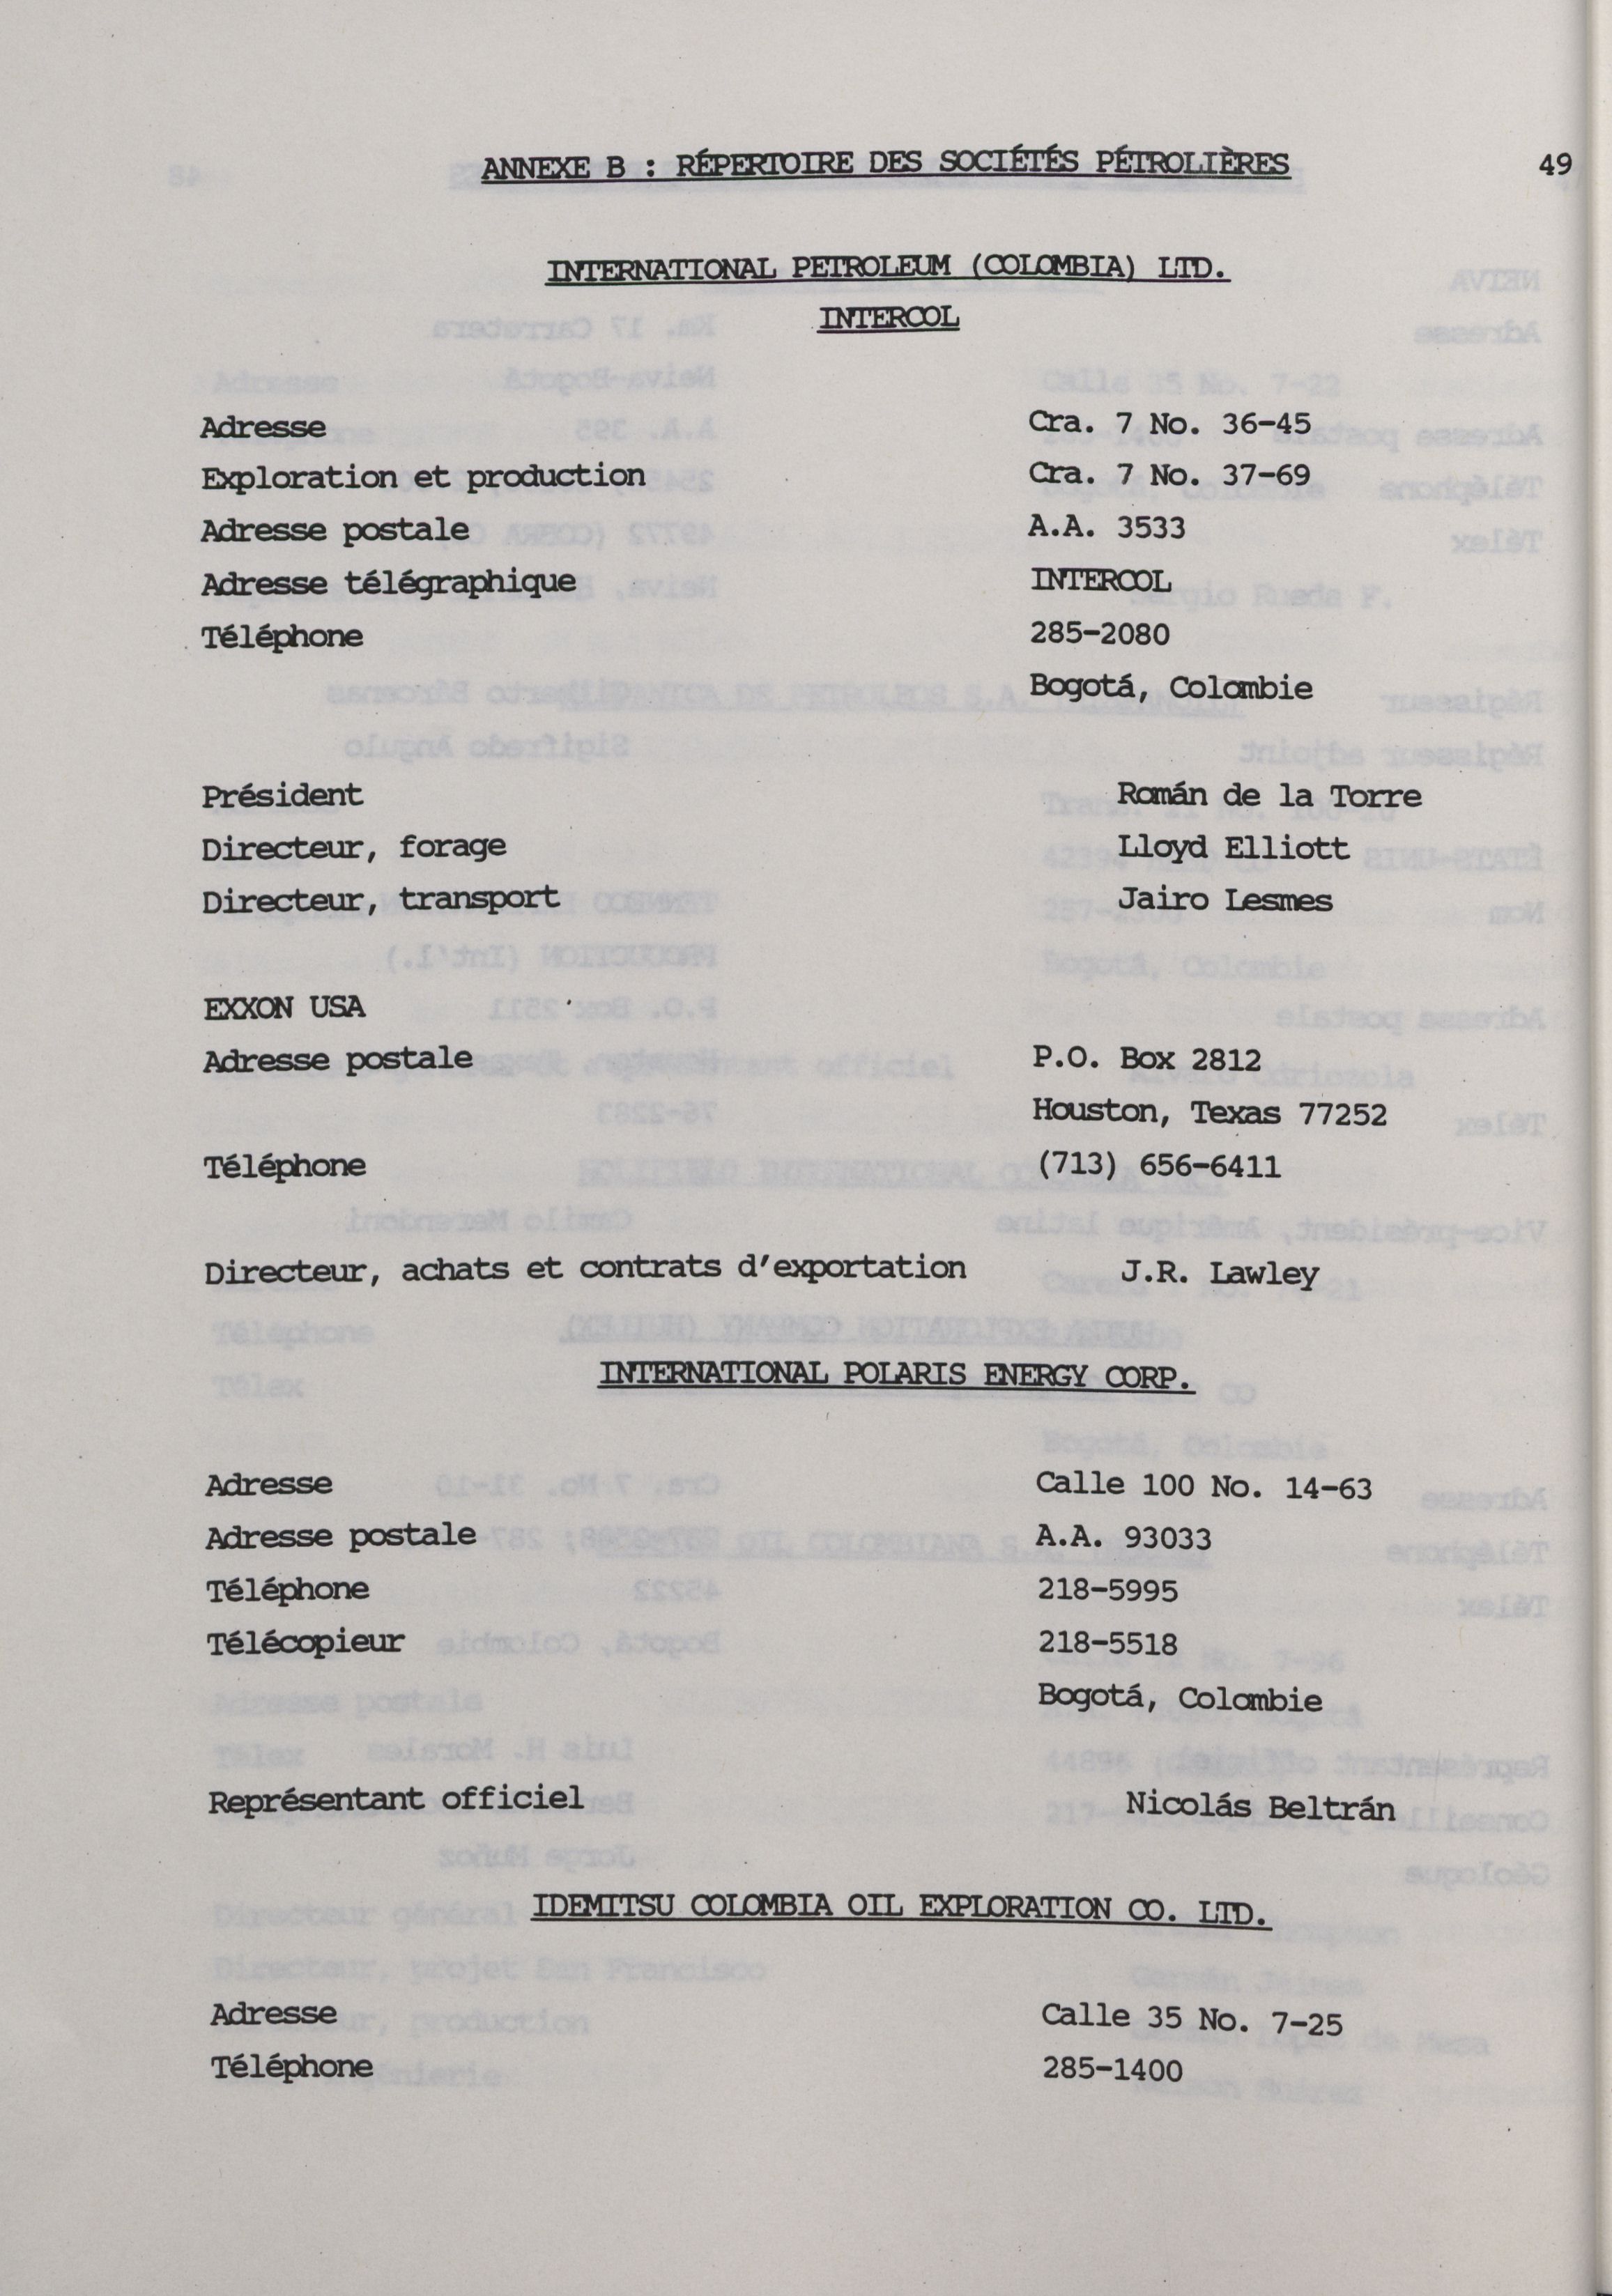 ANNEXE B : RÉPERTOIRE DES SOCIÉTÉS PÉTROLIÈRES 49
INTERNATIONAL PETROLEUM (COLOMBIA) LTD.
INTERCOL
Adresse Cra. 7 No. 36-45
Exploration et production Cra. 7 No. 37-69
Adresse postale A.A. 3533
Adresse télégraphique INTERCOL
Téléphone 285-2080
Bogotá, Colombie
Président Román de la Torre
Directeur, forage Lloyd Elliott
Directeur, transport Jairo Lesmes
EXXON USA
Adresse postale P.O. Box 2812
Houston, Texas 77252
Téléphone (713) 656-6411
Directeur, achats et contrats d'exportation J.R. Lawley
INTERNATIONAL POLARIS ENERGY CORP.
Adresse Calle 100 No. 14-63
Adresse postale A.A. 93033
Téléphone 218-5995
Télécopieur 218-5518
Bogotá, Colombie
Représentant officiel Nicolás Beltrán
IDEMITSU COLOMBIA OIL EXPLORATION CO. LTD.
Adresse Calle 35 No. 7-25
Téléphone 285-1400